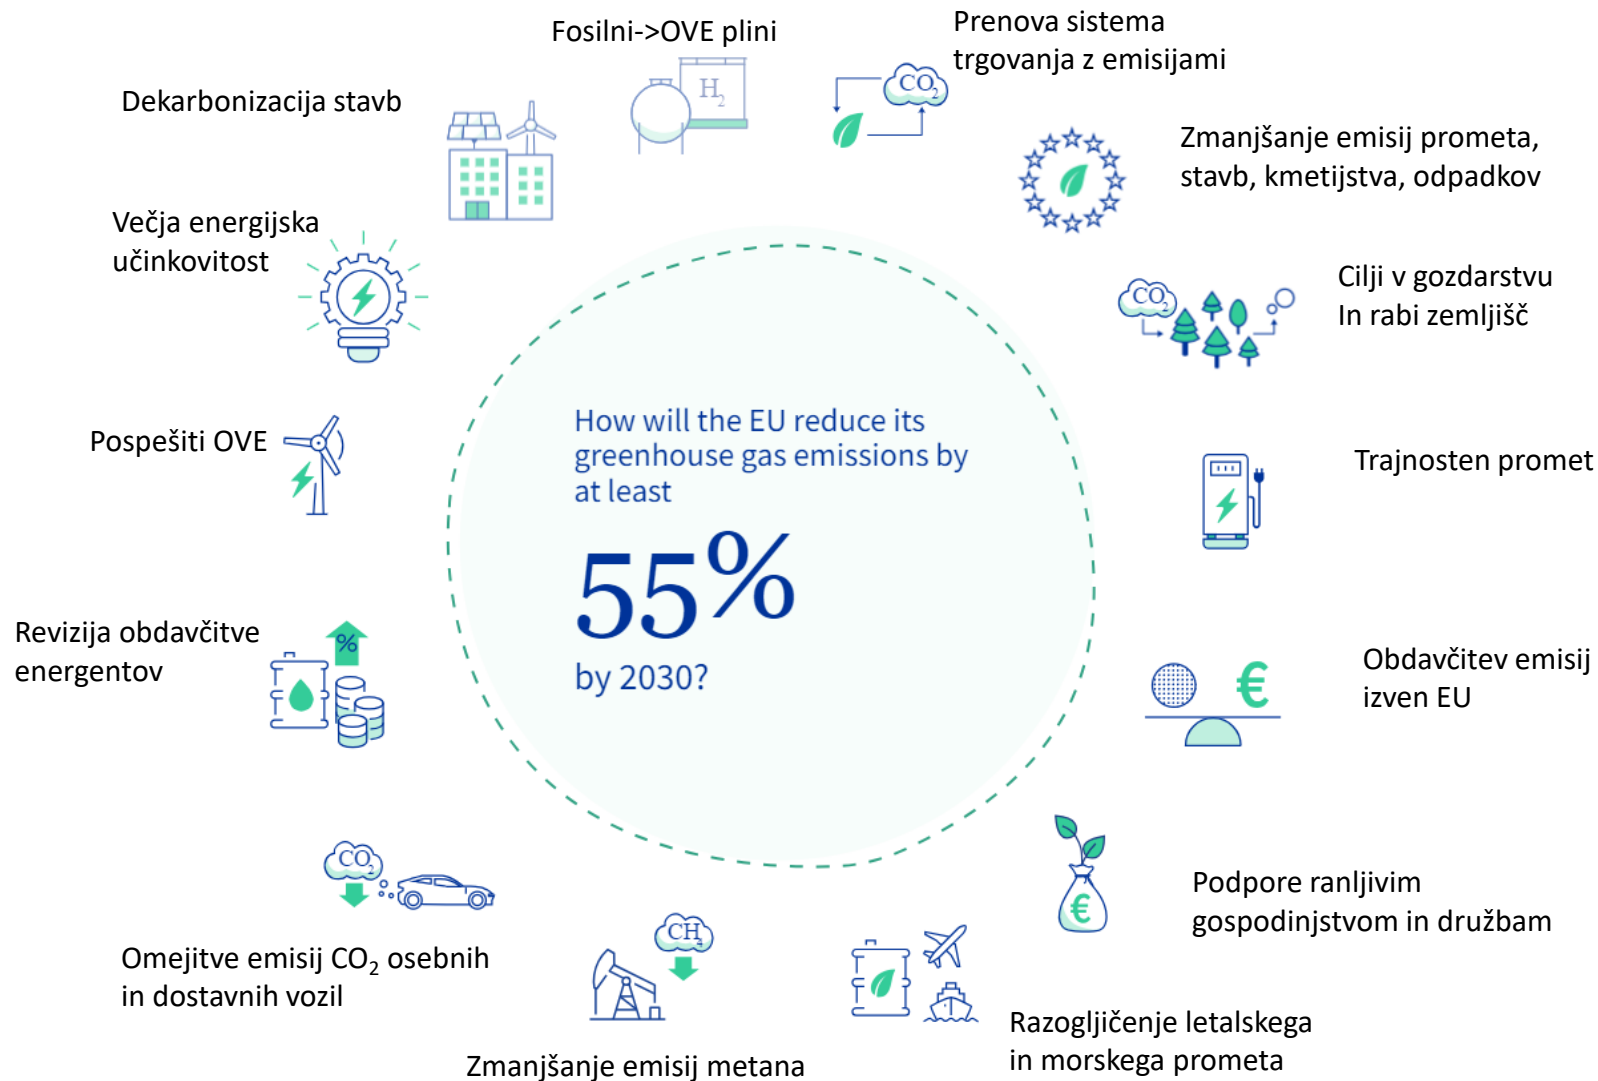 Fosilni->OVE plini
H2
Prenova sistema
trgovanja z emisijami
CO2
Dekarbonizacija stavb
Zmanjšanje emisij prometa,
stavb, kmetijstva, odpadkov
Večja energijska
učinkovitost
Cilji v gozdarstvu
In rabi zemljišč
CO2
How will the EU reduce its
greenhouse gas emissions by
at least
55%
by 2030?
Pospešiti OVE
Trajnosten promet
Revizija obdavčitve
energentov
%
Obdavčitev emisij
izven EU
€
CO2
Omejitve emisij CO₂ osebnih
in dostavnih vozil
CH4
Zmanjšanje emisij metana
Razogljičenje letalskega
in morskega prometa
€
Podpore ranljivim
gospodinjstvom in družbam